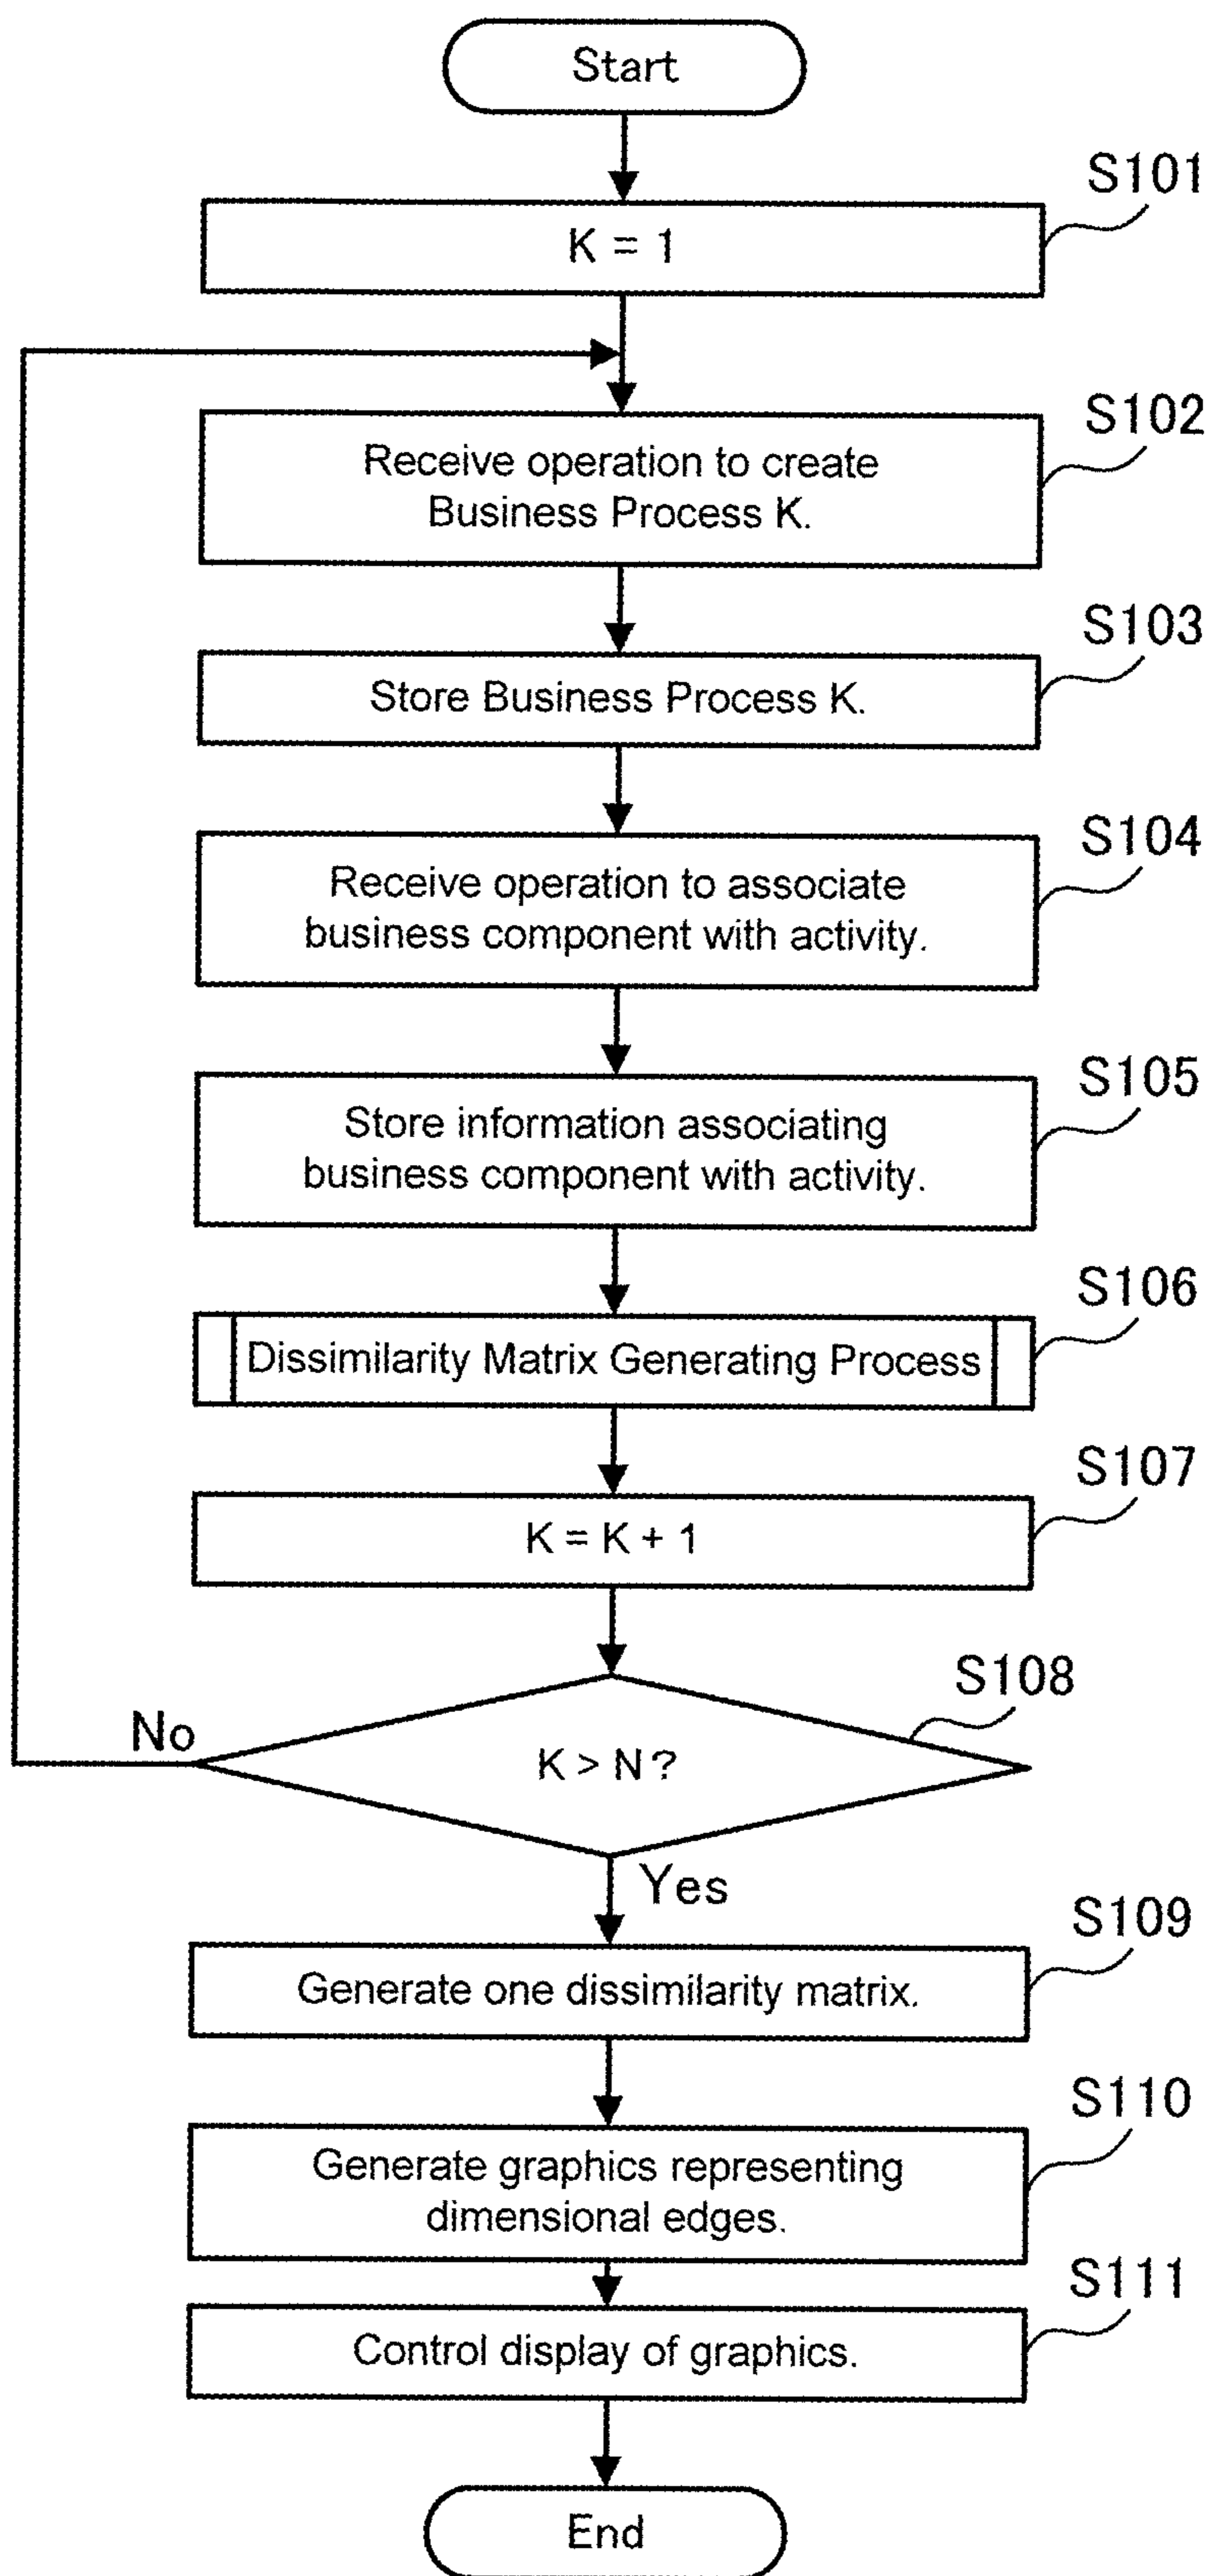 Start
S101
K = 1
S102
Receive operation to create
Business Process K.
S103
Store Business Process K.
S104
Receive operation to associate
business component with activity.
S105
Store information associating
business component with activity.
S106
Dissimilarity Matrix Generating Process
S107
K = K + 1
S108
No
K > N ?
Yes
S109
Generate one dissimilarity matrix.
S110
Generate graphics representing
dimensional edges.
S111
Control display of graphics.
End